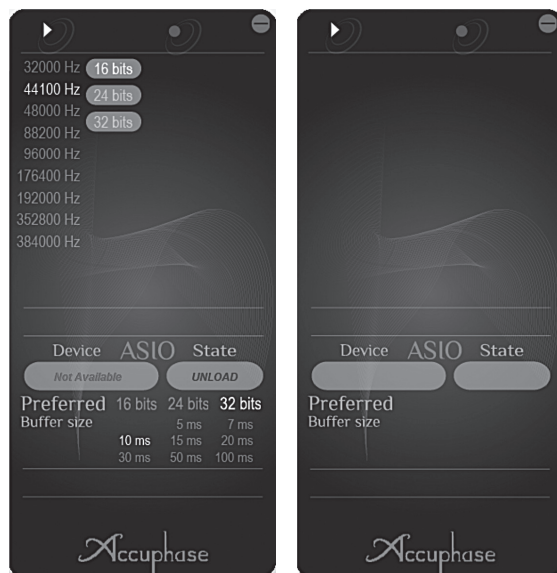 32000 Hz 16 bits
44100 Hz 24 bits
48000 Hz
88200 Hz 32 bits
96000 Hz
176400 Hz
192000 Hz
352800 Hz
384000 Hz
Device ASIO State
Not Available UNLOAD
Preferred 16 bits 24 bits 32 bits
Buffer size
5 ms 7 ms
10 ms 15 ms 20 ms
30 ms 50 ms 100 ms
Accuphase
Device ASIO State
Preferred
Buffer size
Accuphase